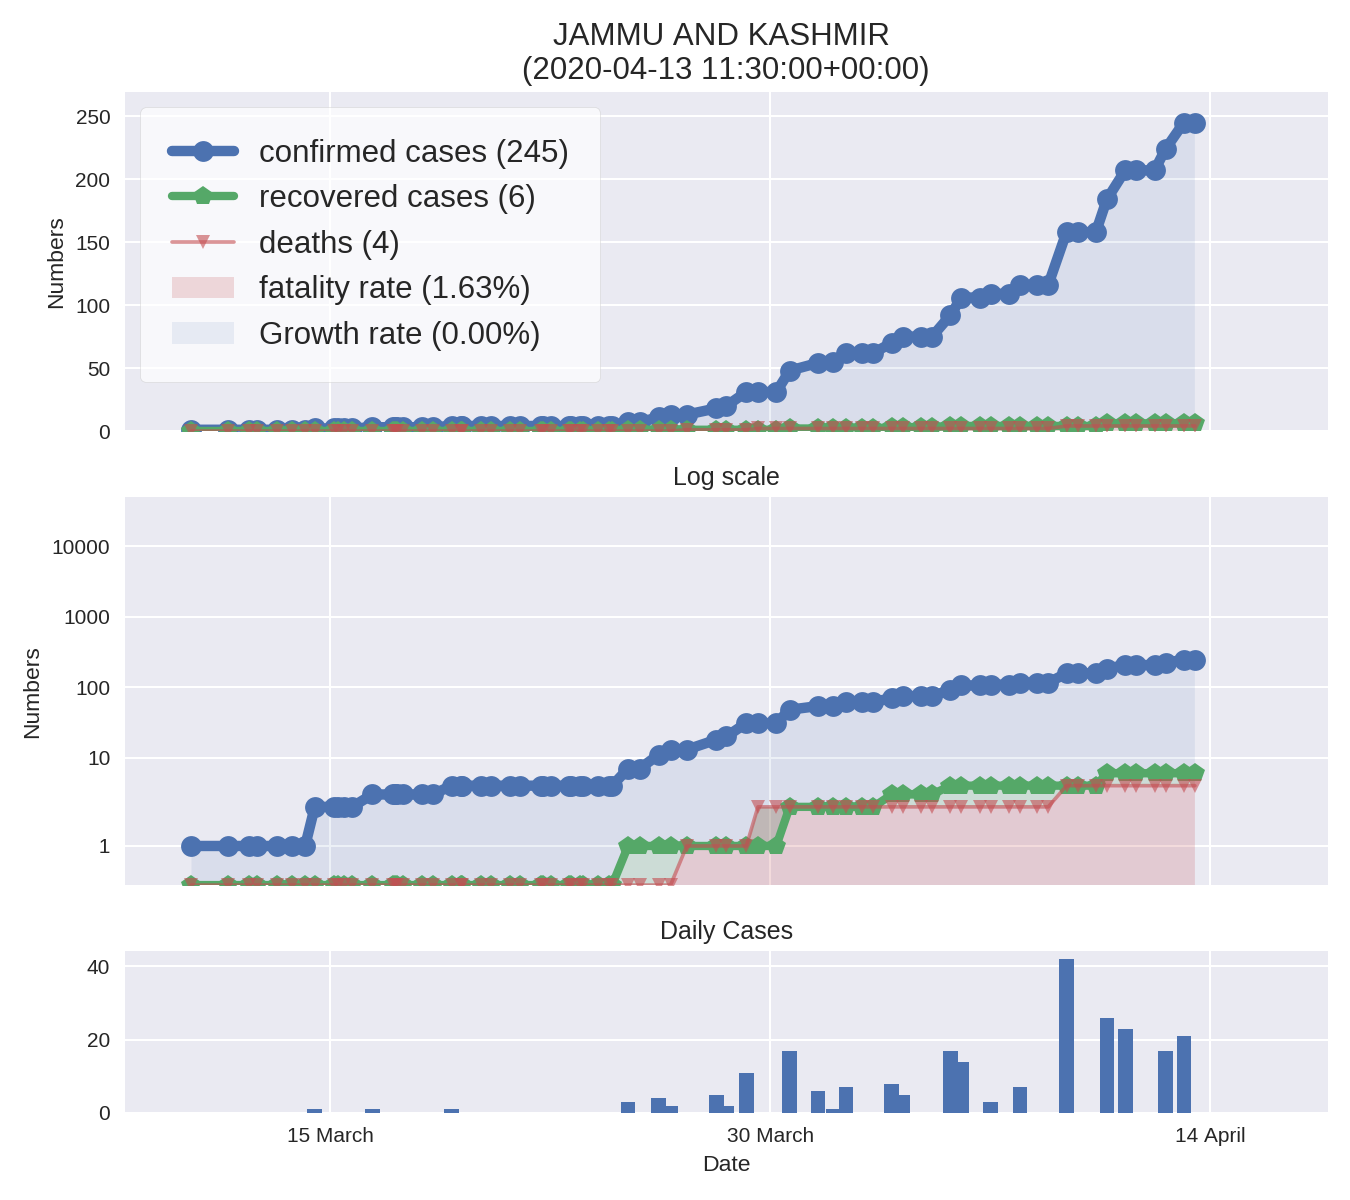 JAMMU AND KASHMIR
(2020-04-13 11:30:00+00:00)
250
200
150
100
50
0
Numbers
confirmed cases (245)
recovered cases (6)
deaths (4)
fatality rate (1.63%)
Growth rate (0.00%)
Log scale
10000
1000
100
10
1
Numbers
Daily Cases
40
20
0
15 March
30 March
14 April
Date